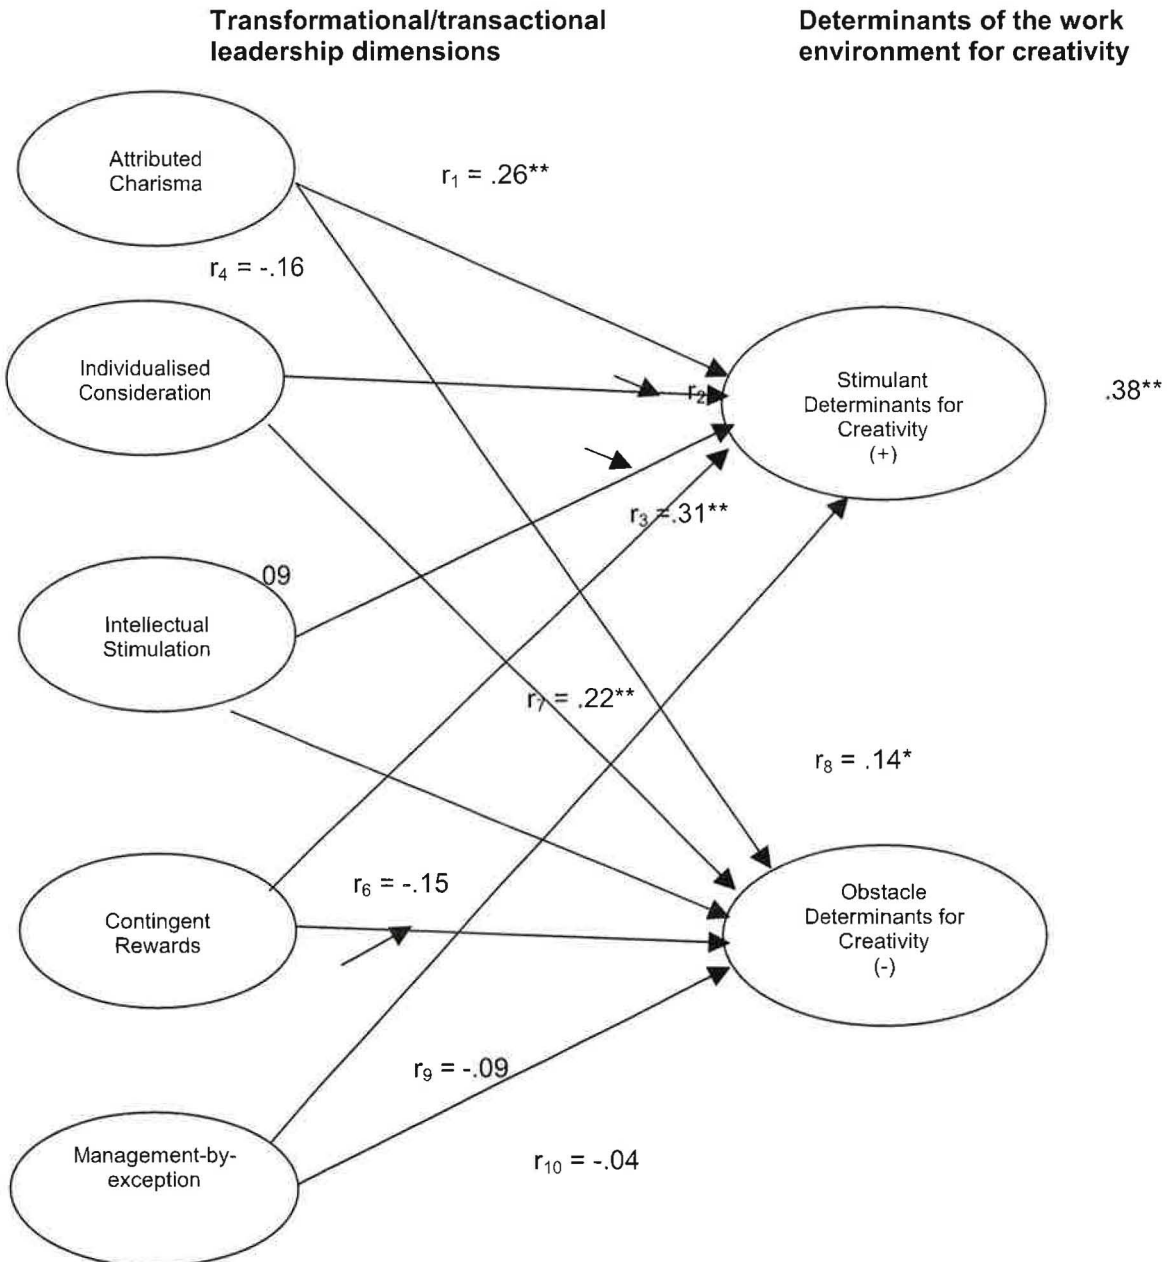 Transformational/transactional
leadership dimensions
Determinants of the work
environment for creativity
Attributed
Charisma
r₁ = .26**
r₄ = -.16
Individualised
Consideration
r₂
Stimulant
Determinants for
Creativity
(+)
.38**
r₃ =.31**
09
Intellectual
Stimulation
r₇ = .22**
r₈ = .14*
r₆ = -.15
Contingent
Rewards
Obstacle
Determinants for
Creativity
(-)
r₉ = -.09
Management-by-
exception
r₁₀ = -.04